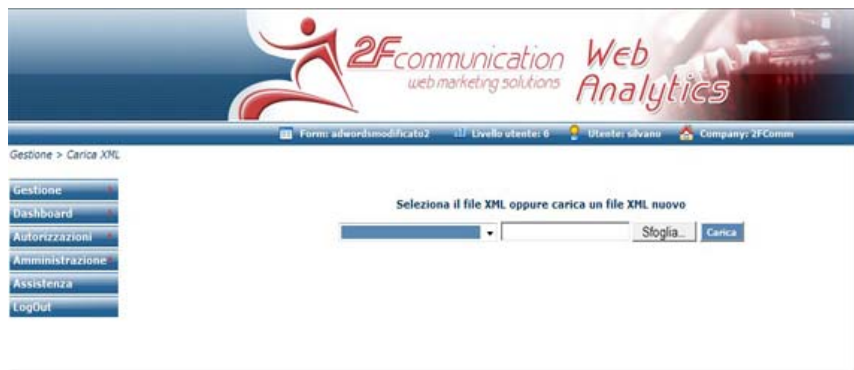 2Fcommunication
web marketing solutions
Web
Analytics
Form: adwordsmodificato2 Livello utente: 6 Utente: silvano Company: 2FComm
Gestione > Carica XML
Gestione
Dashboard
Autorizzazioni
Amministrazione
Assistenza
LogOut
Seleziona il file XML oppure carica un file XML nuovo
Sfoglia... Carica